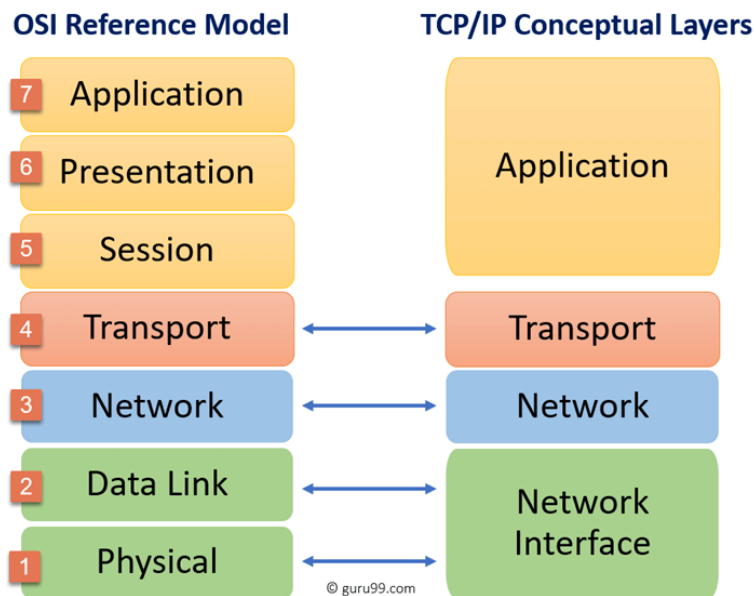 OSI Reference Model
TCP/IP Conceptual Layers
7 Application
6 Presentation
5 Session
4 Transport
3 Network
2 Data Link
1 Physical
Application
Transport
Network
Network
Interface
© guru99.com